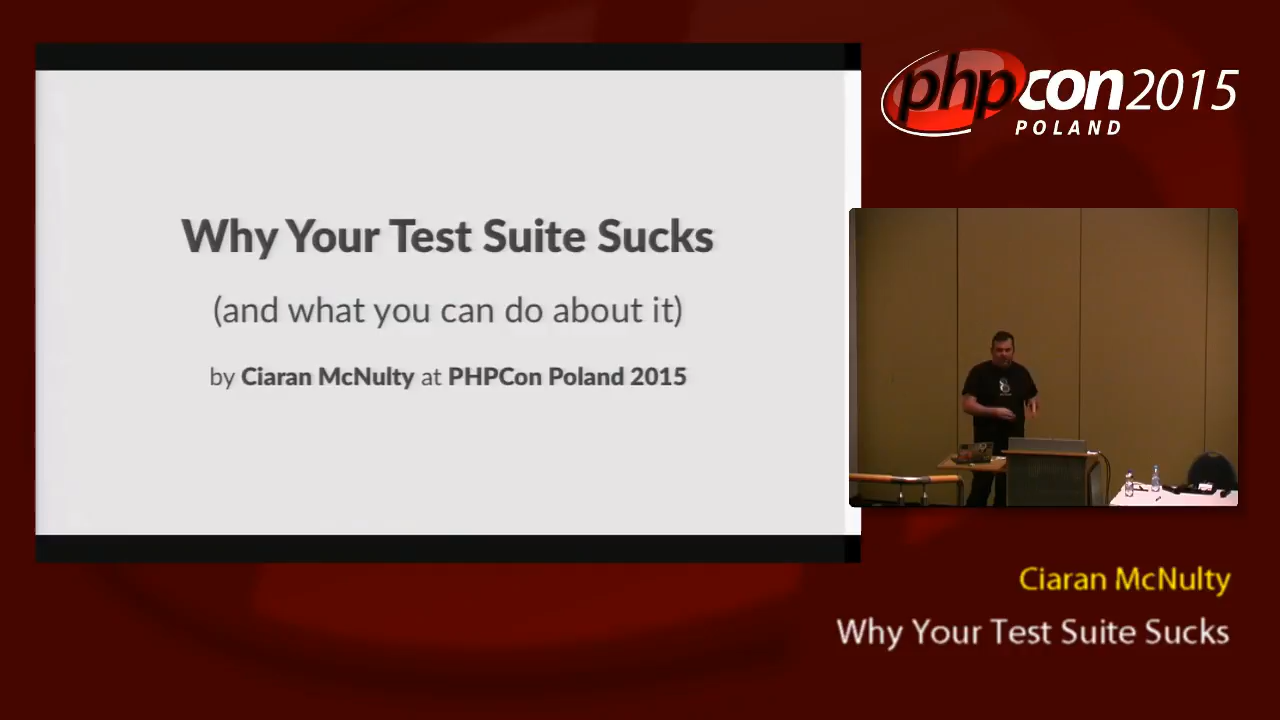 Why Your Test Suite Sucks
(and what you can do about it)
by Ciaran McNulty at PHPCon Poland 2015
phpcon2015
POLAND
Ciaran McNulty
Why Your Test Suite Sucks